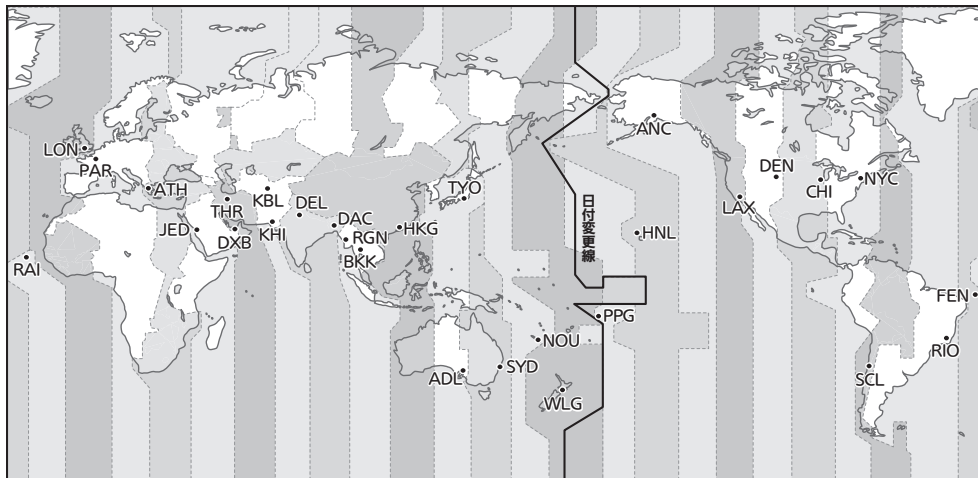 ANC
LON
PAR
DEN
CHI
NYC
ATH
KBL
TYO
THR
DEL
LAX
DAC
JED
DXB
KHI
RGN
HKG
日付変更線
HNL
BKK
RAI
FEN
PPG
NOU
RIO
ADL
SYD
SCL
WLG